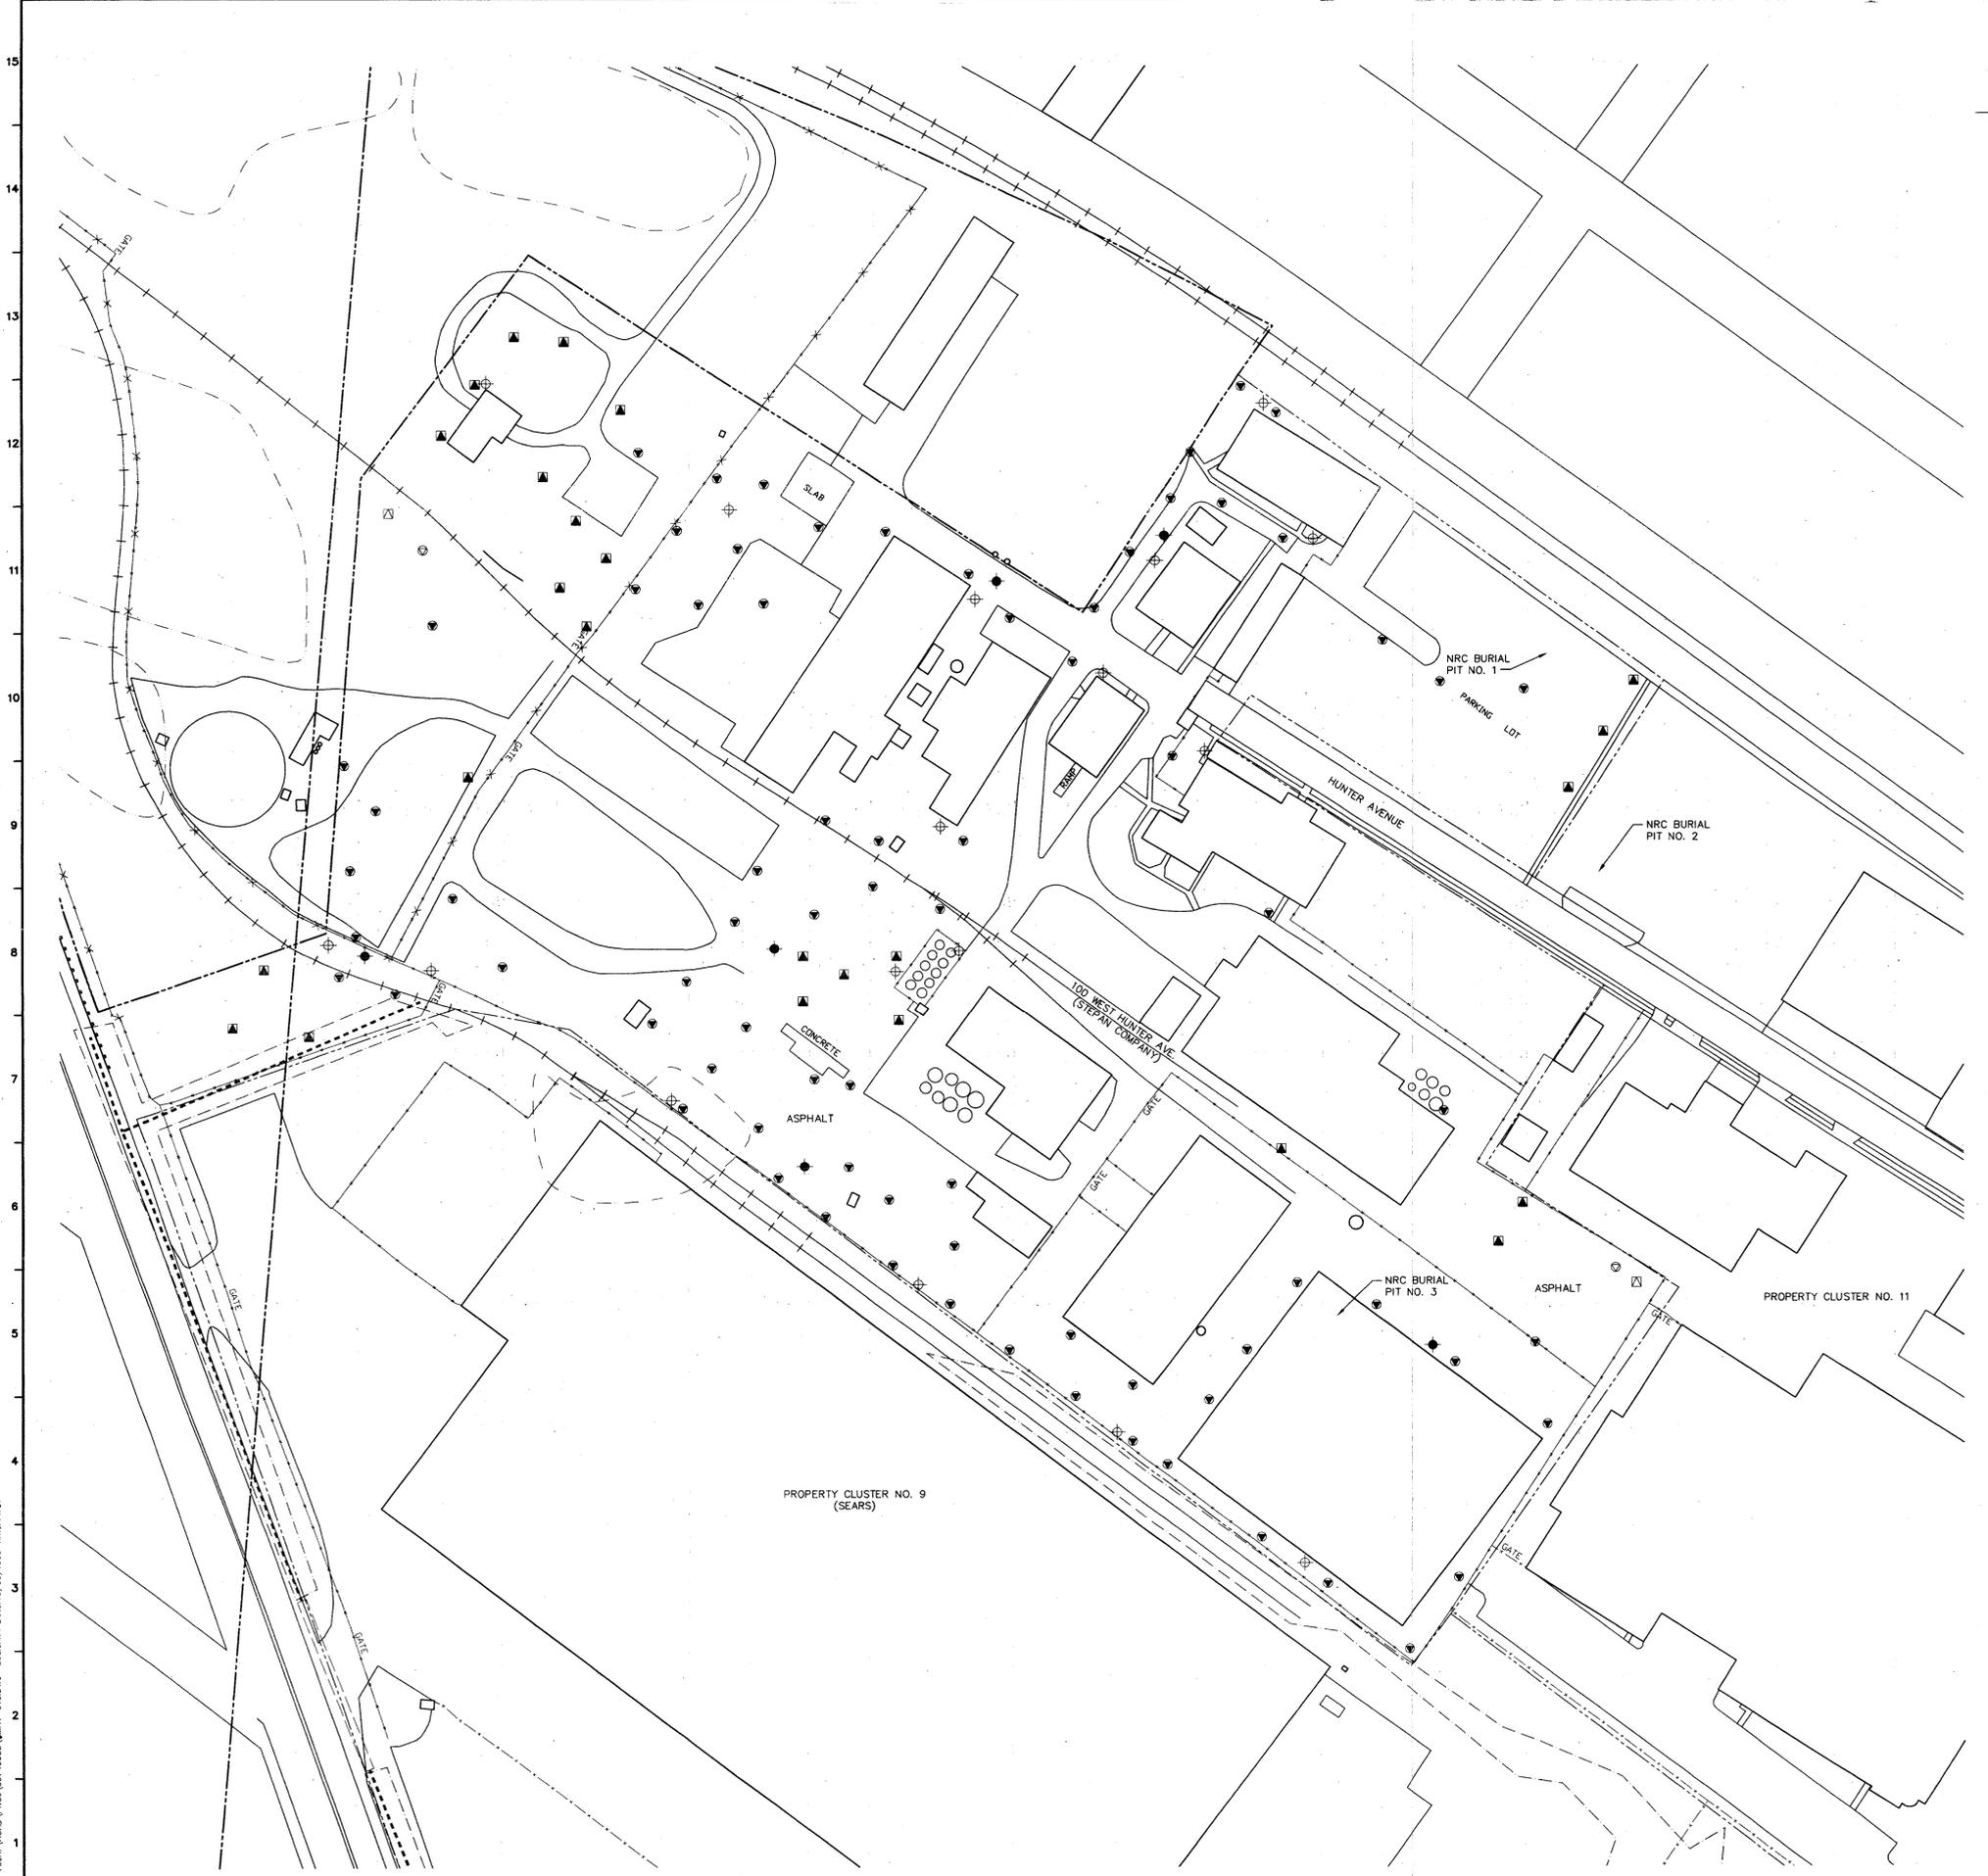 15
14
GATE
13
12
SLAB
11
GATE
NRC BURIAL
PIT NO. 1
10
PARKING LOT
GATE
RAMP
HUNTER AVENUE
9
NRC BURIAL
PIT NO. 2
8
GATE
100 WEST HUNTER AVE.
(STEPAN COMPANY)
CONCRETE
7
GATE
ASPHALT
GATE
6
GATE
NRC BURIAL
PIT NO. 3
ASPHALT
PROPERTY CLUSTER NO. 11
GATE
5
4
PROPERTY CLUSTER NO. 9
(SEARS)
GATE
3
GATE
2
1